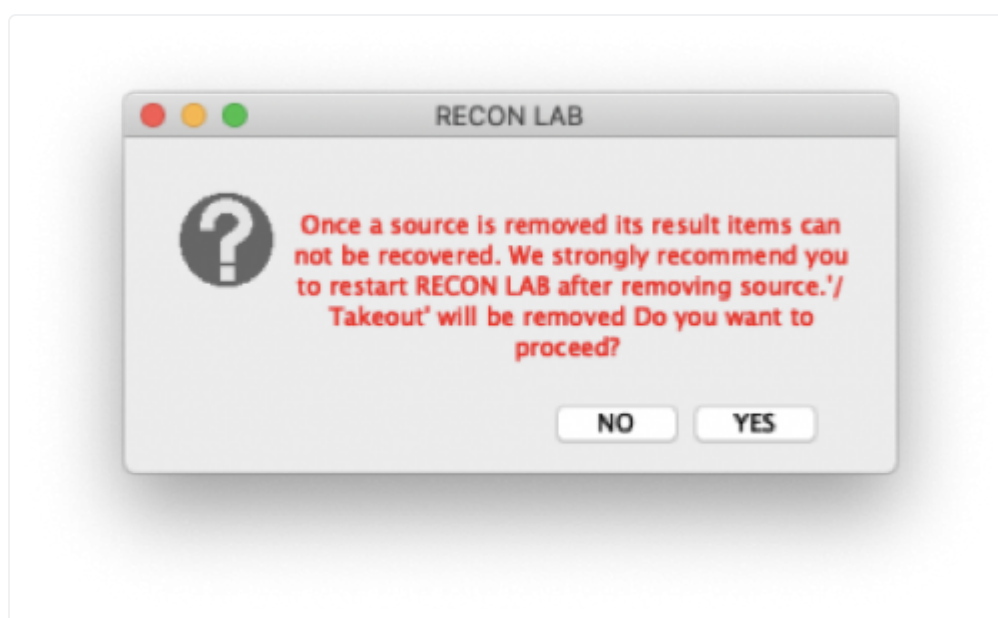 RECON LAB
Once a source is removed its result items can
not be recovered. We strongly recommend you
to restart RECON LAB after removing source.'/
Takeout' will be removed Do you want to
proceed?
NO
YES